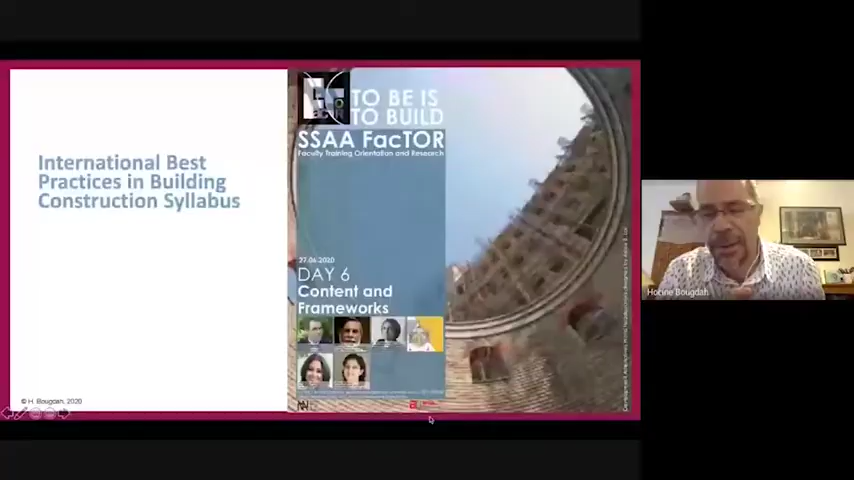 International Best
Practices in Building
Construction Syllabus
© H. Bougdah, 2020
TO BE IS
TO BUILD
SSAA FacTOR
Faculty Training Orientation and Research
27-06-2020
DAY 6
Content and
Frameworks
Hocine Bougdah